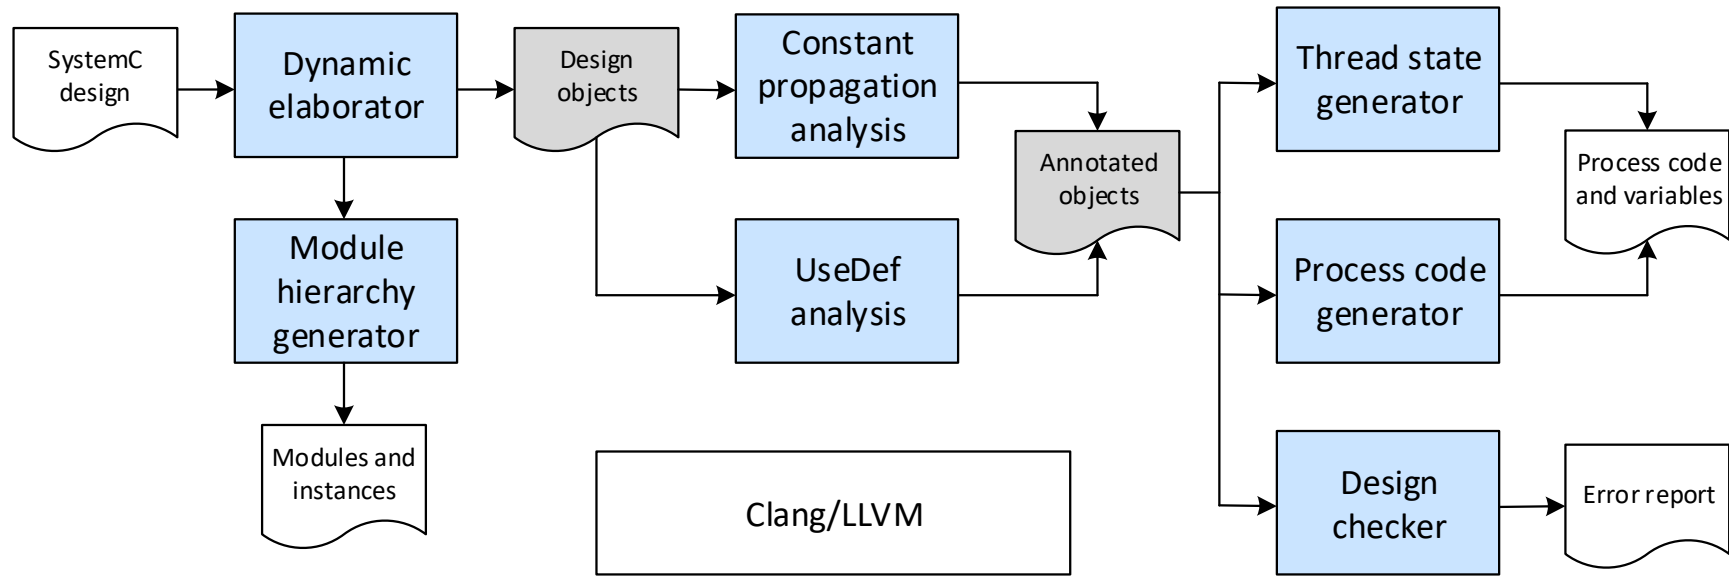 SystemC
design
Dynamic
elaborator
Design
objects
Constant
propagation
analysis
Thread state
generator
Annotated
objects
Process code
and variables
Module
hierarchy
generator
UseDef
analysis
Process code
generator
Modules and
instances
Clang/LLVM
Design
checker
Error report